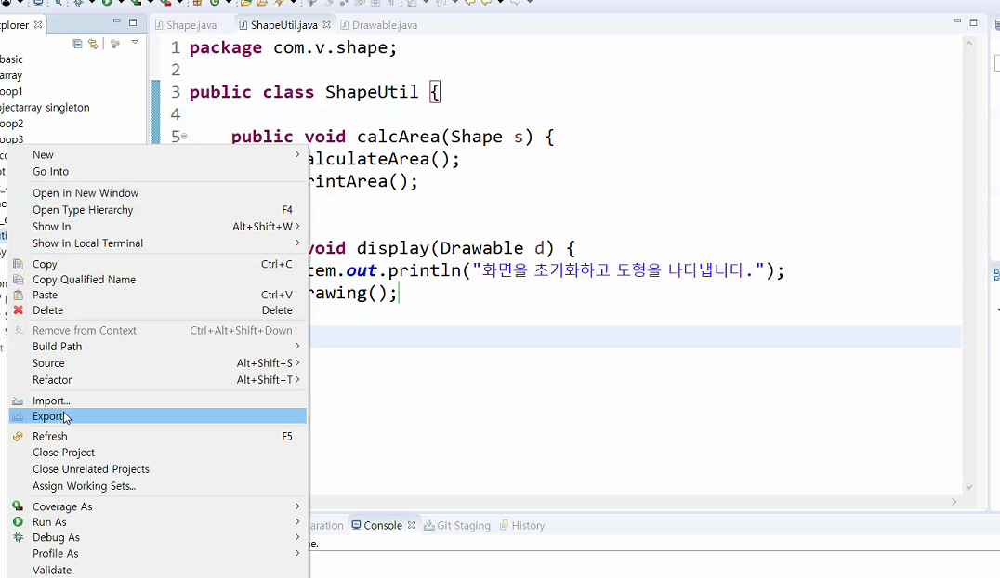 plorer
Shape.java
ShapeUtil.java
Drawable.java
basic
array
oop1
jectarray_singleton
oop2
oop3
1 package com.v.shape;
2
3 public class ShapeUtil {
4
5 public void calcArea(Shape s) {
alculateArea();
rintArea();
void display(Drawable d) {
tem.out.println("화면을 초기화하고 도형을 나타냅니다.");
rawing();
New
Go Into
Open in New Window
Open Type Hierarchy F4
Show In Alt+Shift+W
Show in Local Terminal
Copy Ctrl+C
Copy Qualified Name
Paste Ctrl+V
Delete Delete
Remove from Context Ctrl+Alt+Shift+Down
Build Path
Source Alt+Shift+S
Refactor Alt+Shift+T
Import...
Export
Refresh F5
Close Project
Close Unrelated Projects
Assign Working Sets...
Coverage As
Run As
Debug As
Profile As
Validate
aration
Console
Git Staging
History
ne.